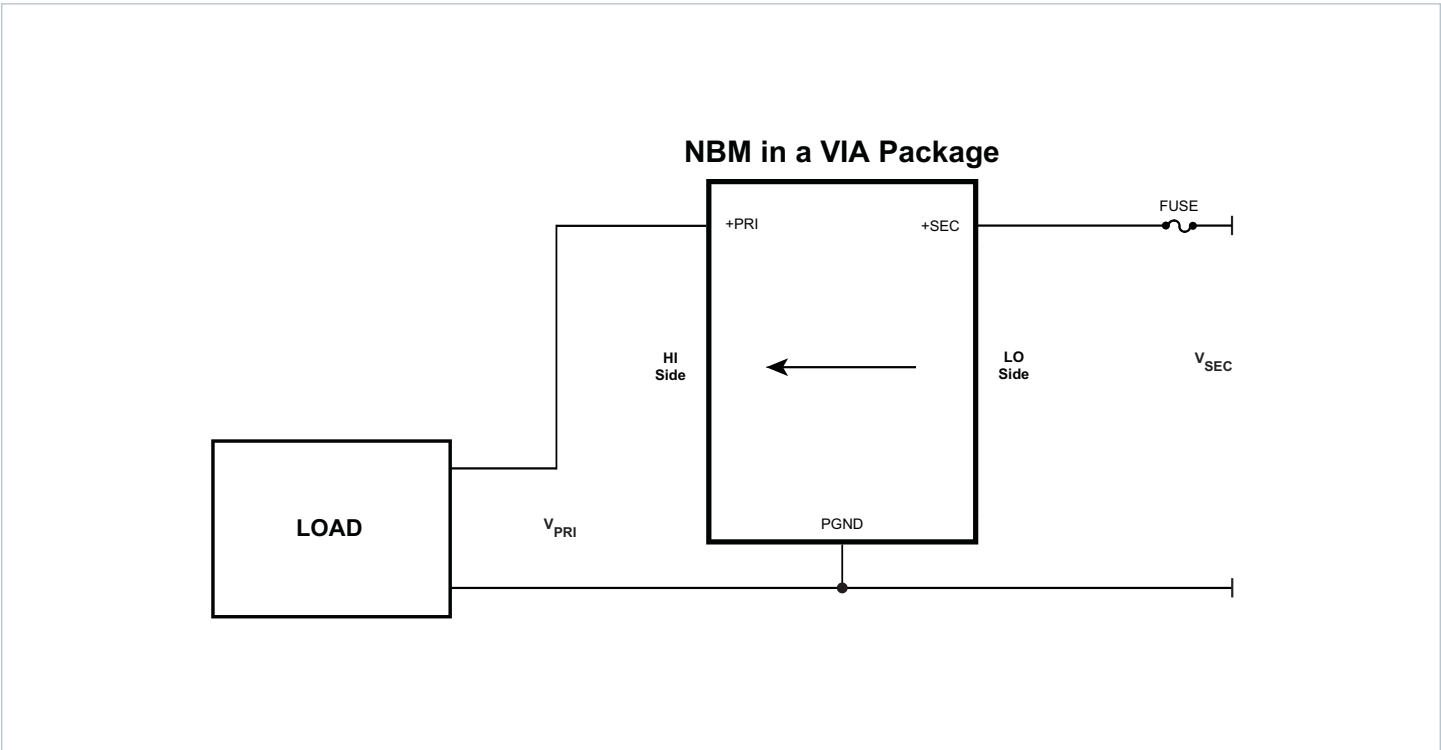 NBM in a VIA Package
FUSE
+PRI
+SEC
HI
Side
LO
Side
VSEC
LOAD
VPRI
PGND